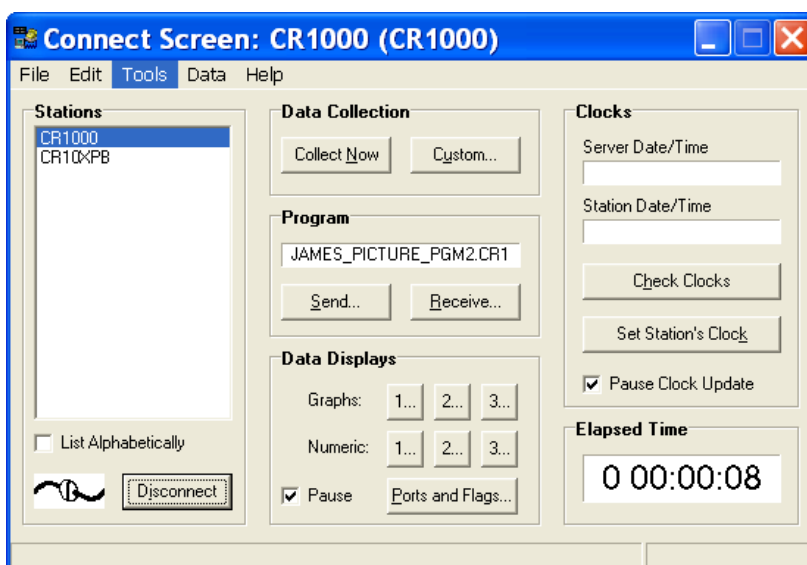 Connect Screen: CR1000 (CR1000)
File Edit Tools Data Help
Stations
CR1000
CR10XPB
List Alphabetically
Disconnect
Data Collection
Collect Now
Custom...
Program
JAMES_PICTURE_PGM2.CR1
Send...
Receive...
Data Displays
Graphs: 1... 2... 3...
Numeric: 1... 2... 3...
Pause
Ports and Flags...
Clocks
Server Date/Time
Station Date/Time
Check Clocks
Set Station's Clock
Pause Clock Update
Elapsed Time
0 00:00:08